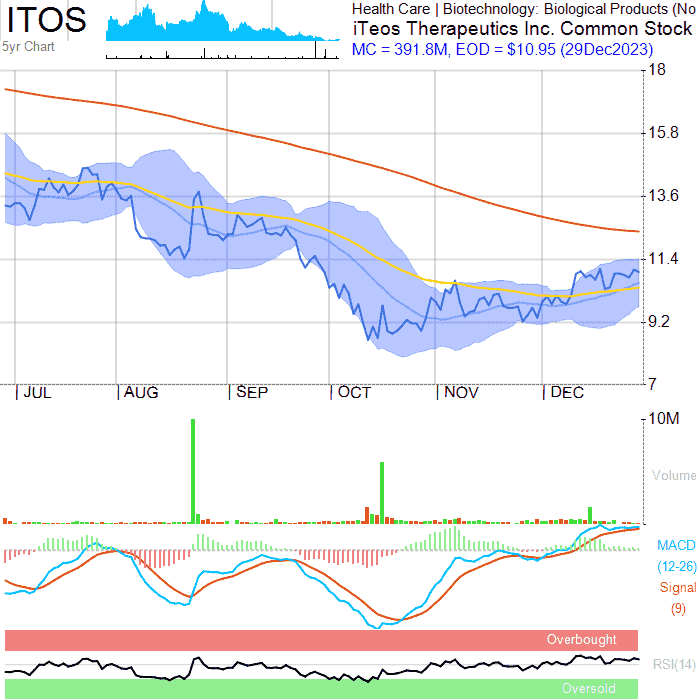 ITOS
5yr Chart
Health Care | Biotechnology: Biological Products (No
iTeos Therapeutics Inc. Common Stock
MC = 391.8M, EOD = $10.95 (29Dec2023)
18
15.8
13.6
11.4
9.2
7
JUL AUG SEP OCT NOV DEC
10M
Volume
MACD
(12-26)
Signal
(9)
Overbought
RSI(14)
Oversold